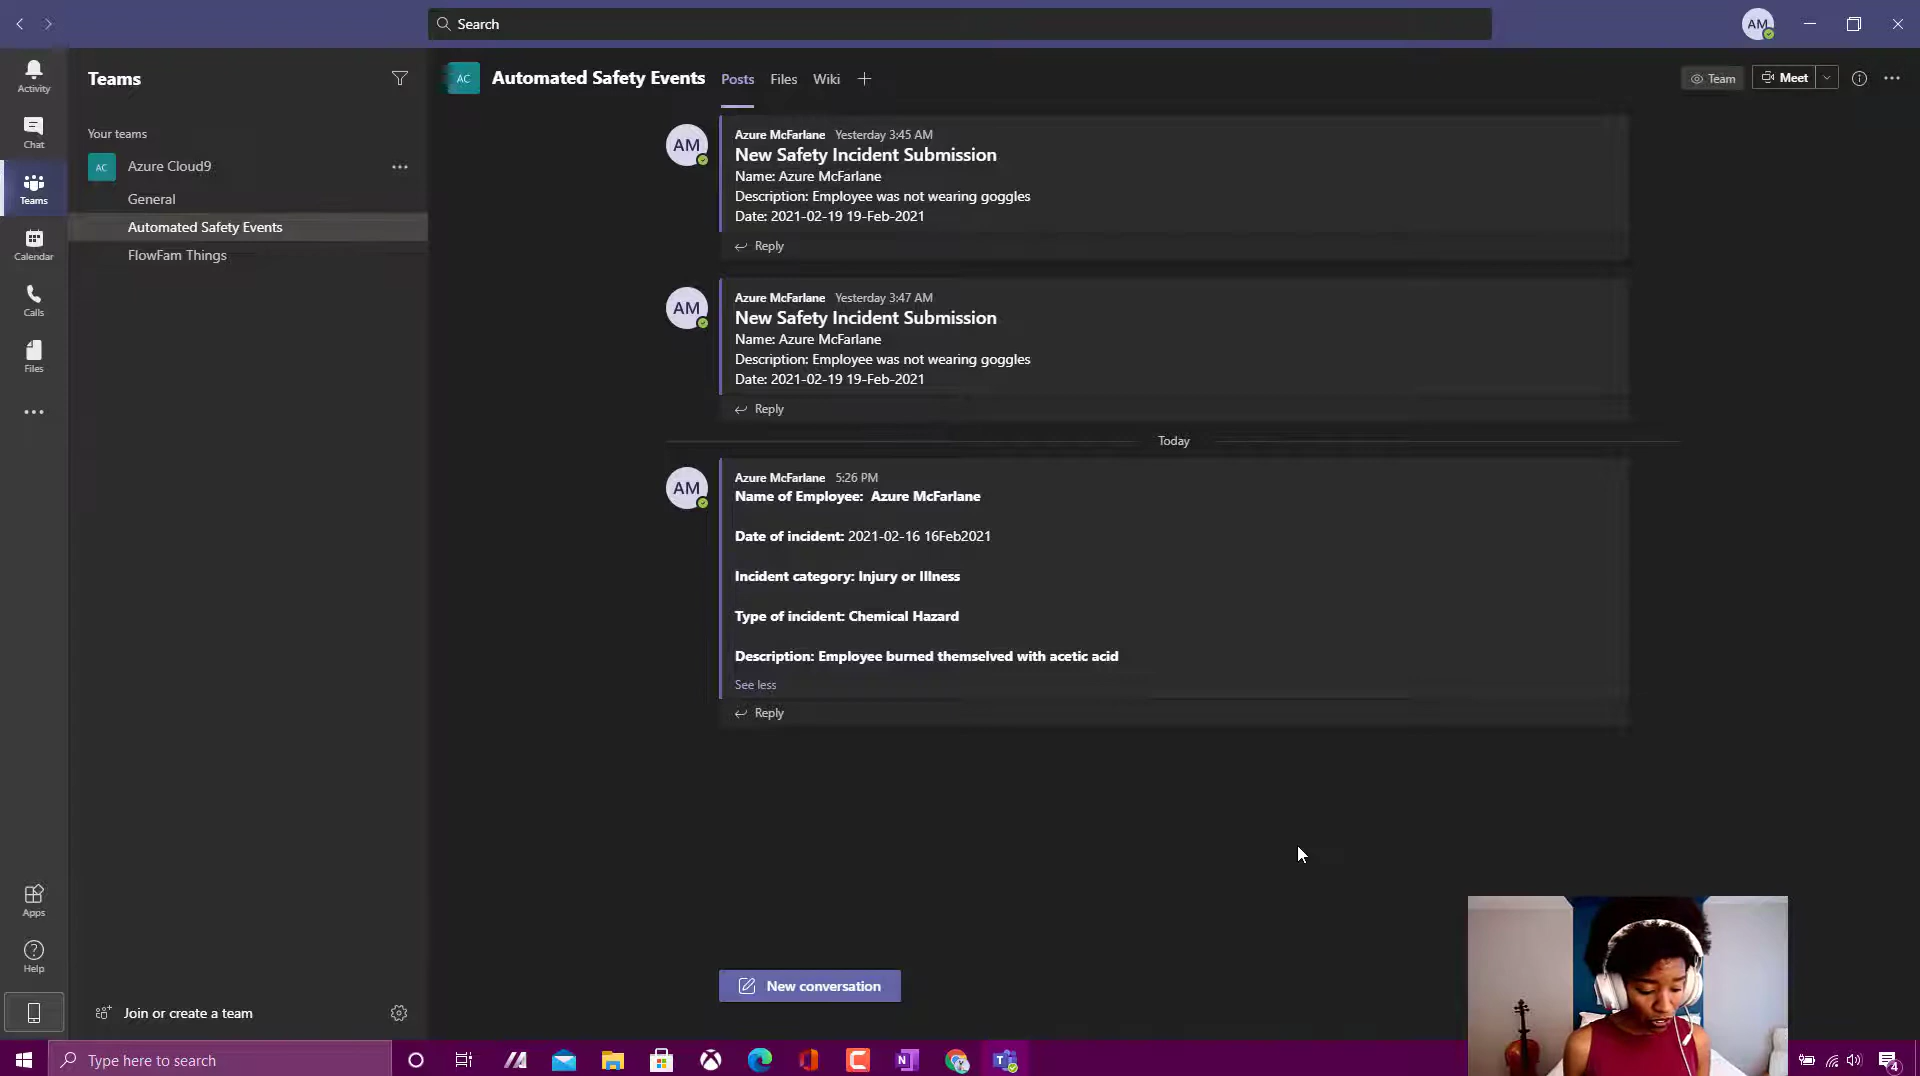 Search
AM
Activity
Chat
Teams
Calendar
Calls
Files
Apps
Help
Teams
Your teams
AC Azure Cloud9
General
Automated Safety Events
FlowFam Things
Join or create a team
AC Automated Safety Events Posts Files Wiki
Team Meet
AM Azure McFarlane Yesterday 3:45 AM
New Safety Incident Submission
Name: Azure McFarlane
Description: Employee was not wearing goggles
Date: 2021-02-19 19-Feb-2021
Reply
AM Azure McFarlane Yesterday 3:47 AM
New Safety Incident Submission
Name: Azure McFarlane
Description: Employee was not wearing goggles
Date: 2021-02-19 19-Feb-2021
Reply
Today
AM Azure McFarlane 5:26 PM
Name of Employee: Azure McFarlane
Date of incident: 2021-02-16 16Feb2021
Incident category: Injury or Illness
Type of incident: Chemical Hazard
Description: Employee burned themselved with acetic acid
See less
Reply
New conversation
Type here to search
4